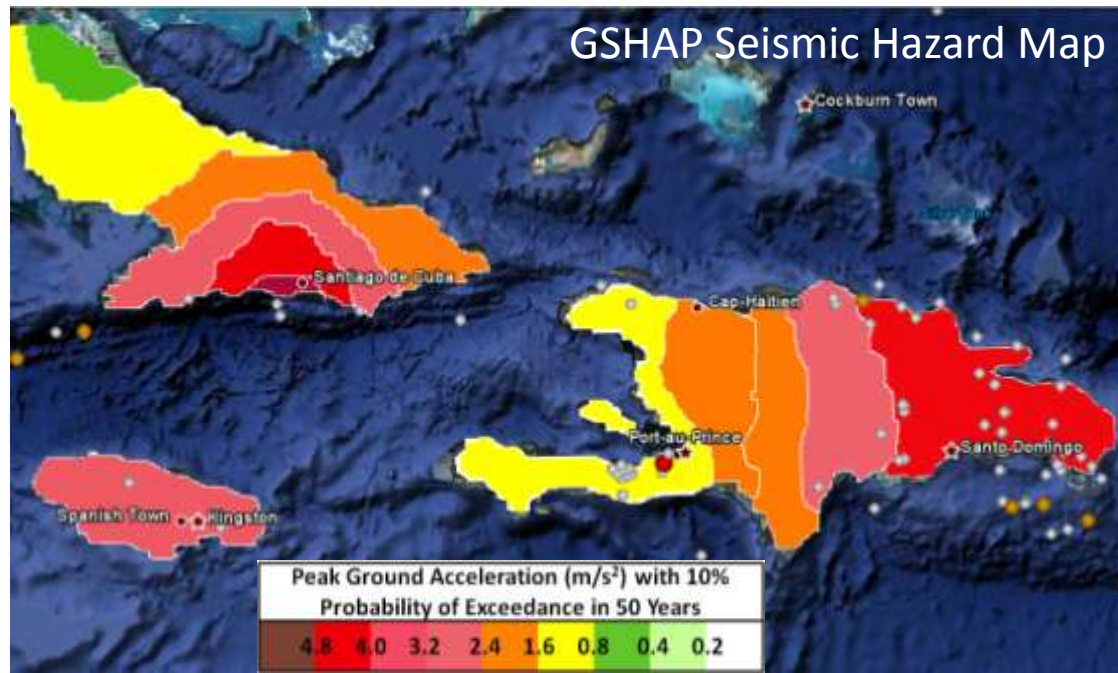 GSHAP Seismic Hazard Map
Cockburn Town
Santiago de Cuba
Cap-Haïtien
Port-au-Prince
Santo Domingo
Spanish Town
Kingston
Peak Ground Acceleration (m/s²) with 10%
Probability of Exceedance in 50 Years
4.8 4.0 3.2 2.4 1.6 0.8 0.4 0.2